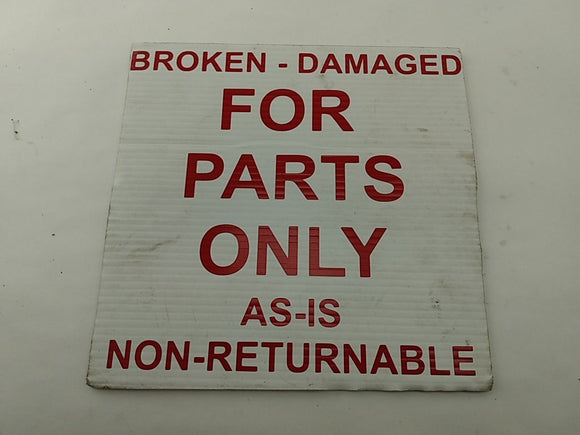 BROKEN - DAMAGED
FOR
PARTS
ONLY
AS-IS
NON-RETURNABLE